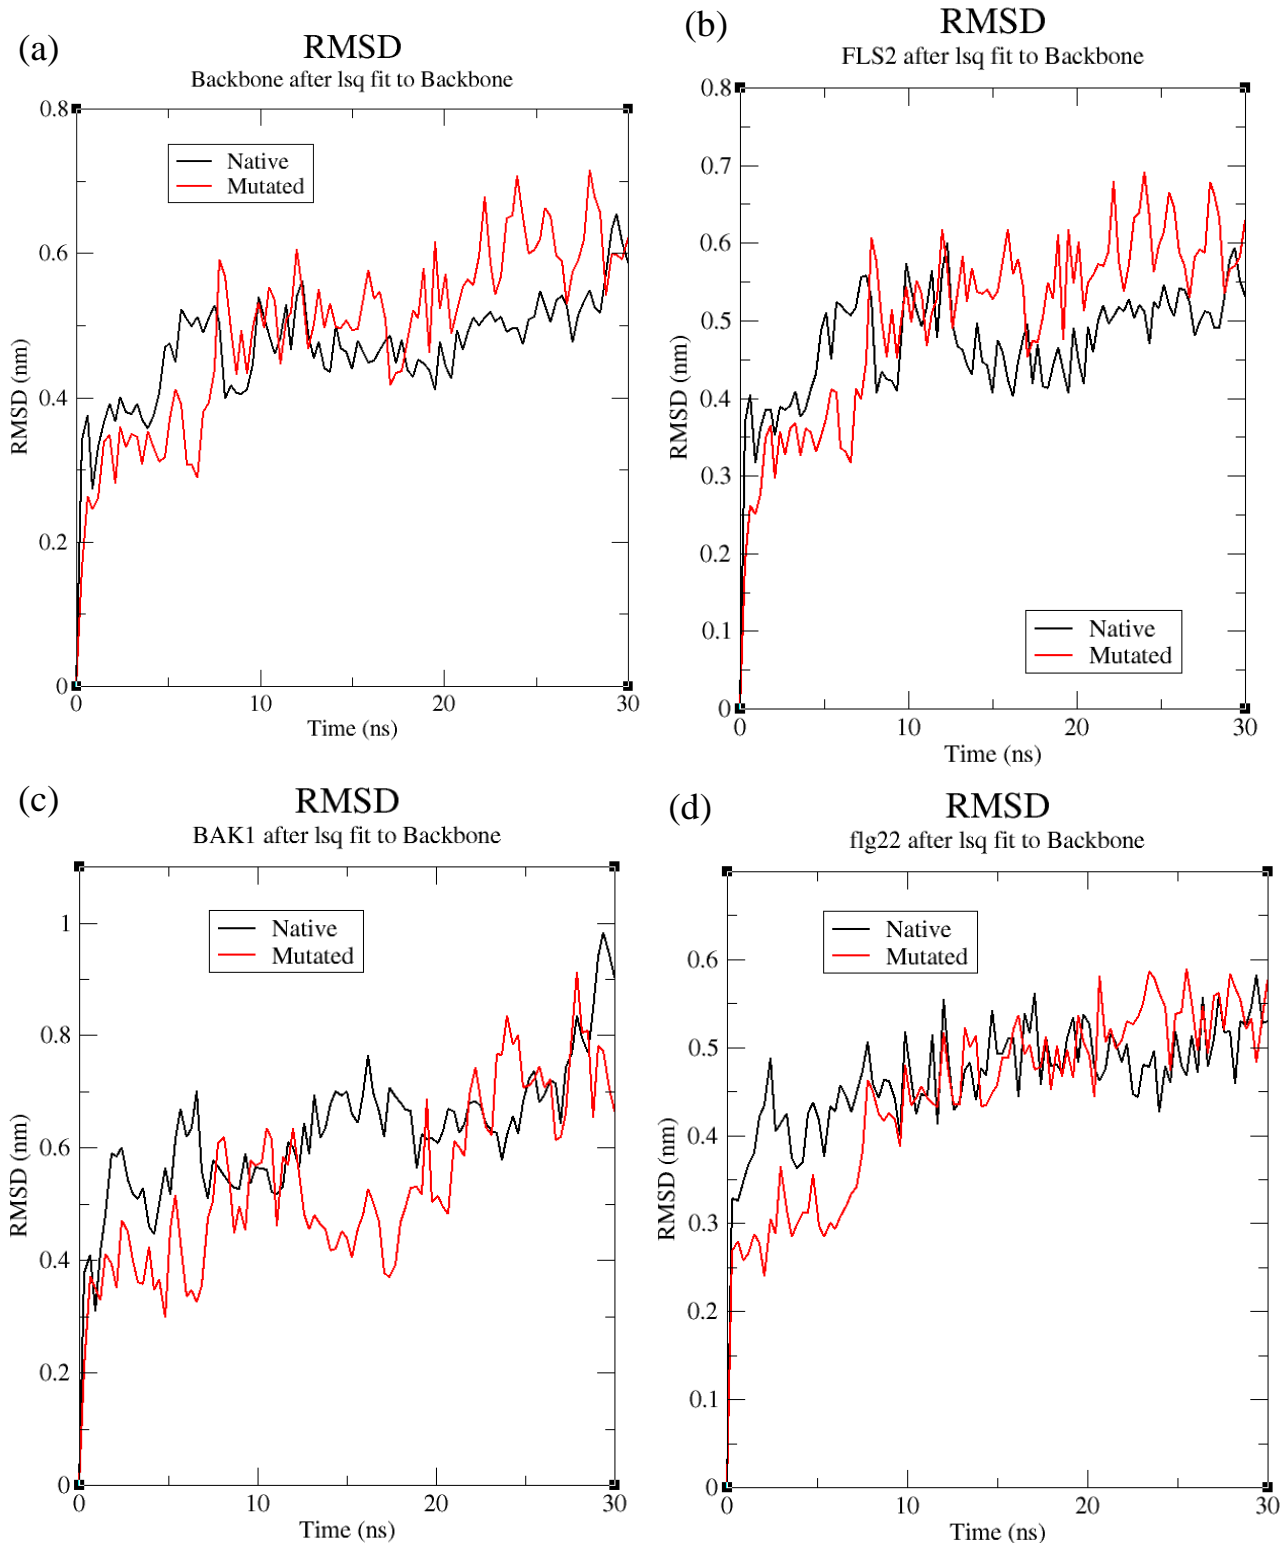 (a)
RMSD
Backbone after lsq fit to Backbone
0.8
Native
Mutated
0.6
0.4
0.2
0
RMSD (nm)
0 10 20 30
Time (ns)
(b)
RMSD
FLS2 after lsq fit to Backbone
0.8
0.7
0.6
0.5
0.4
0.3
0.2
0.1
0
RMSD (nm)
Native
Mutated
0 10 20 30
Time (ns)
(c)
RMSD
BAK1 after lsq fit to Backbone
Native
Mutated
1
0.8
0.6
0.4
0.2
0
RMSD (nm)
0 10 20 30
Time (ns)
(d)
RMSD
flg22 after lsq fit to Backbone
Native
Mutated
0.6
0.5
0.4
0.3
0.2
0.1
0
RMSD (nm)
0 10 20 30
Time (ns)